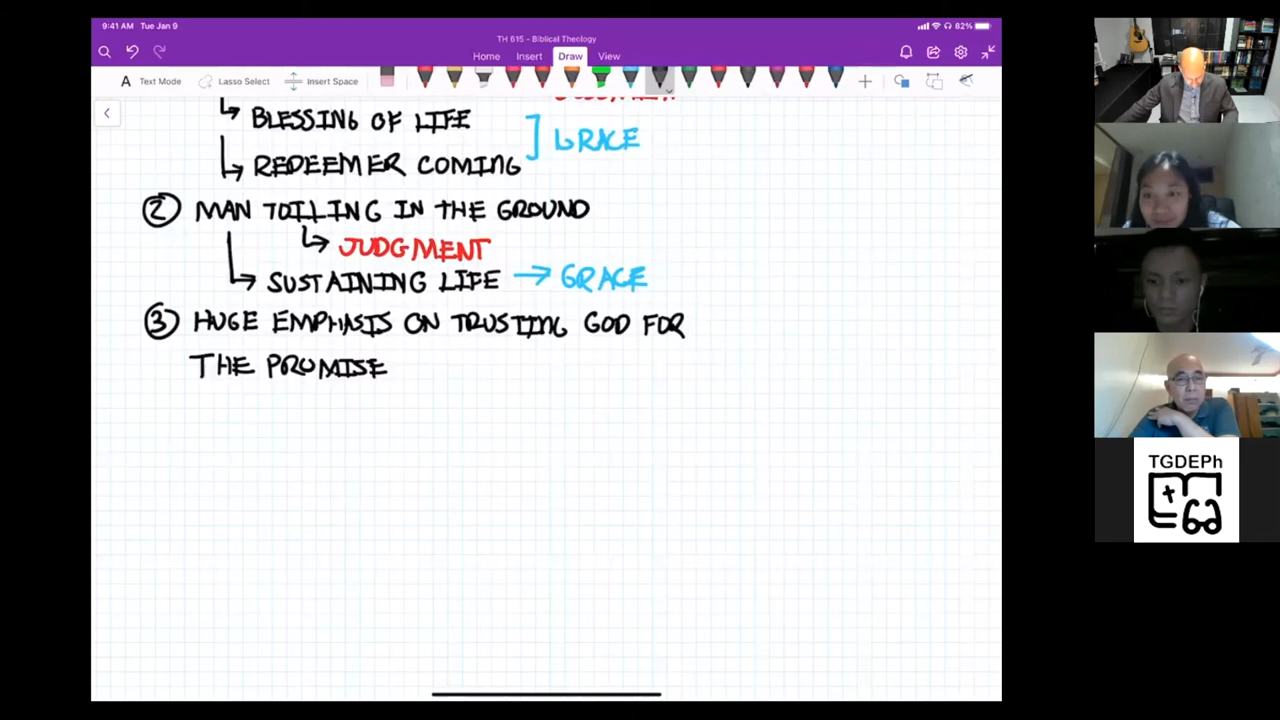 9:41 AM Tue Jan 9
82%
TH 615 - Biblical Theology
Home Insert Draw View
A Text Mode Lasso Select Insert Space
↳ BLESSING OF LIFE
↳ REDEEMER COMING
GRACE
② MAN TOILING IN THE GROUND
↳ JUDGMENT
↳ SUSTAINING LIFE → GRACE
③ HUGE EMPHASIS ON TRUSTING GOD FOR
THE PROMISE
TGDEPh